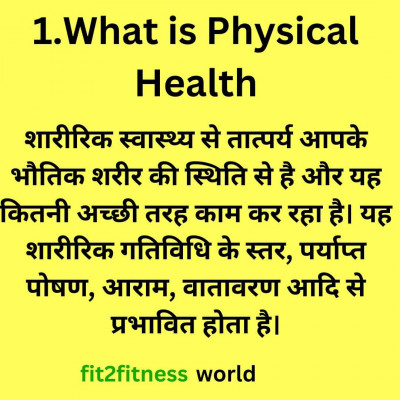 1.What is Physical
Health
शारीरिक स्वास्थ्य से तात्पर्य आपके
भौतिक शरीर की स्थिति से है और यह
कितनी अच्छी तरह काम कर रहा है। यह
शारीरिक गतिविधि के स्तर, पर्याप्त
पोषण, आराम, वातावरण आदि से
प्रभावित होता है।
fit2fitness world